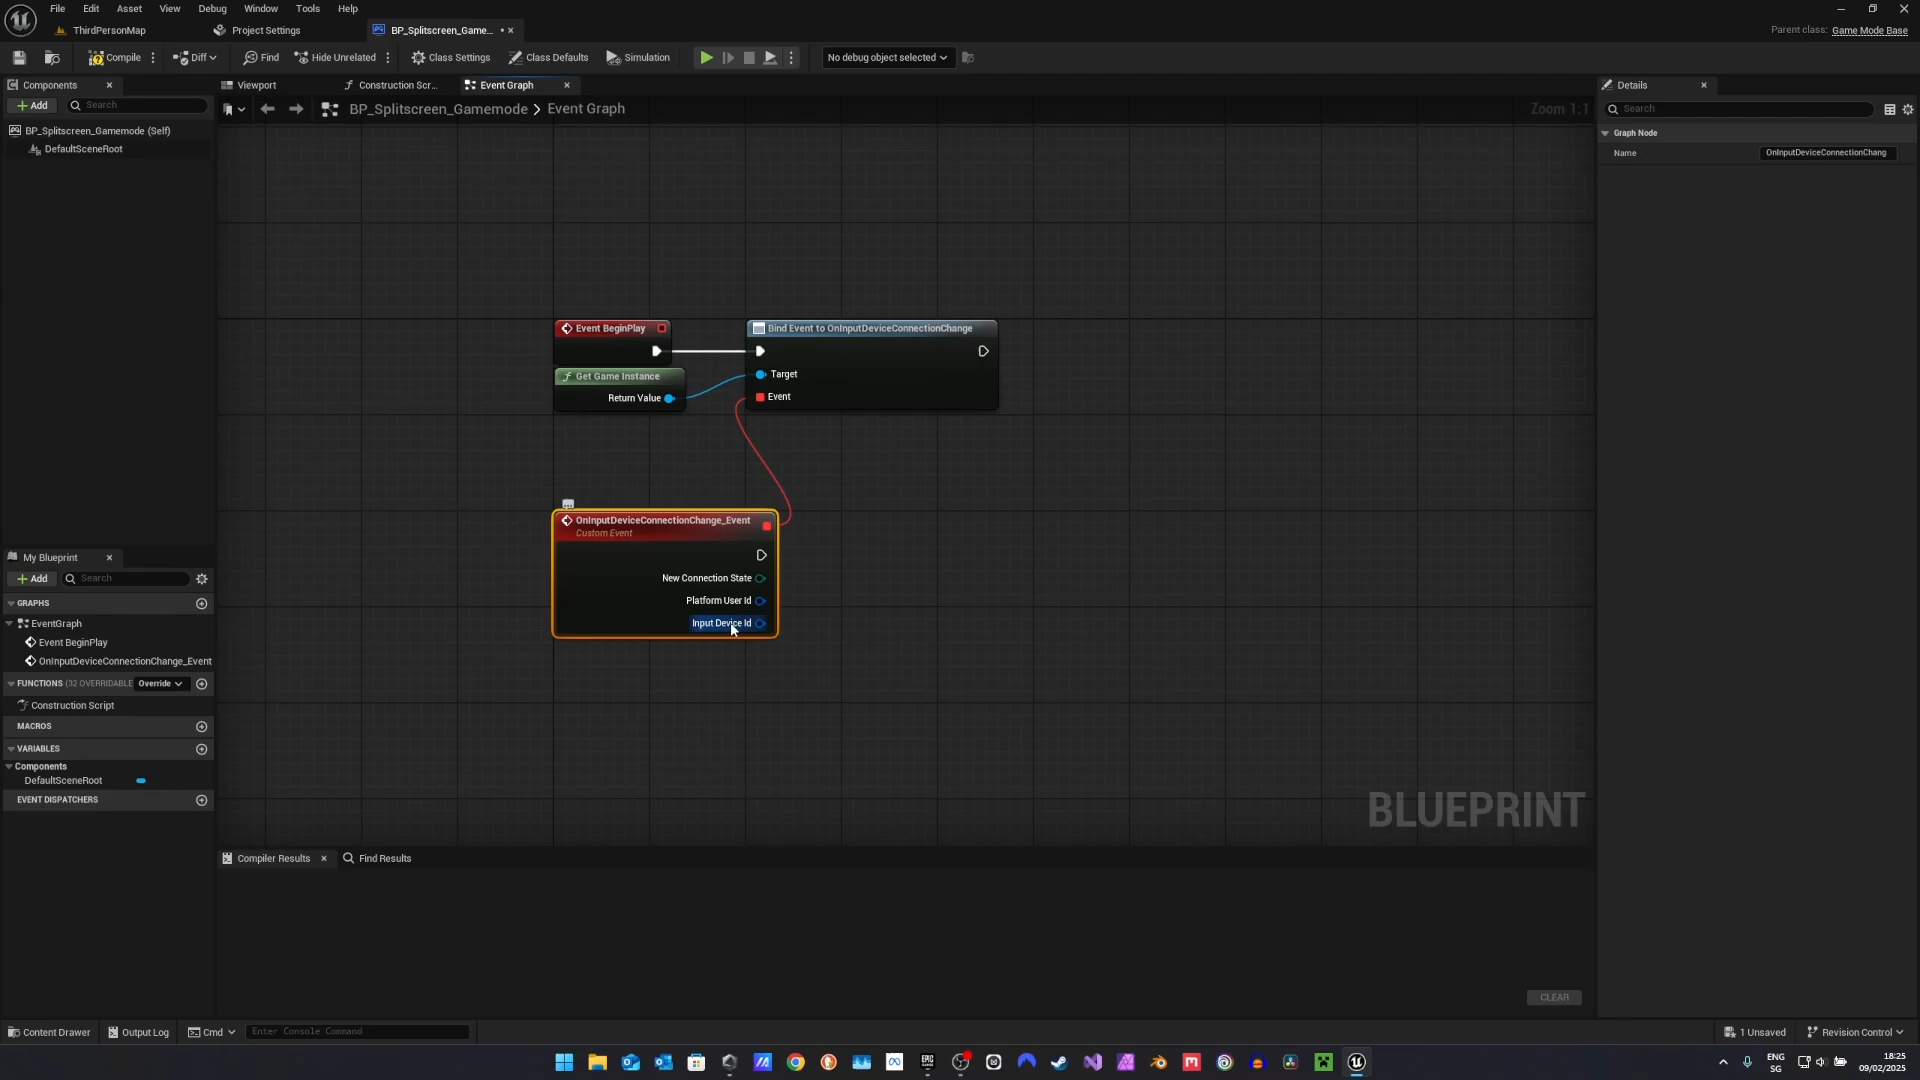 File Edit Asset View Debug Window Tools Help
ThirdPersonMap Project Settings BP_Splitscreen_Game... • ×
Parent class: Game Mode Base
Compile Diff Find Hide Unrelated Class Settings Class Defaults Simulation No debug object selected
Components × Viewport Construction Scr... Event Graph × Details ×
+ Add Search BP_Splitscreen_Gamemode > Event Graph Zoom 1:1 Search
BP_Splitscreen_Gamemode (Self)
DefaultSceneRoot
Graph Node
Name OnInputDeviceConnectionChang
Event BeginPlay
Bind Event to OnInputDeviceConnectionChange
Get Game Instance
Return Value
Target
Event
OnInputDeviceConnectionChange_Event
Custom Event
New Connection State
Platform User Id
Input Device Id
My Blueprint ×
+ Add Search
GRAPHS
EventGraph
Event BeginPlay
OnInputDeviceConnectionChange_Event
FUNCTIONS (32 OVERRIDABLE Override
Construction Script
MACROS
VARIABLES
Components
DefaultSceneRoot
EVENT DISPATCHERS
BLUEPRINT
Compiler Results × Find Results
CLEAR
Content Drawer Output Log Cmd Enter Console Command 1 Unsaved Revision Control
ENG
SG
18:25
09/02/2025